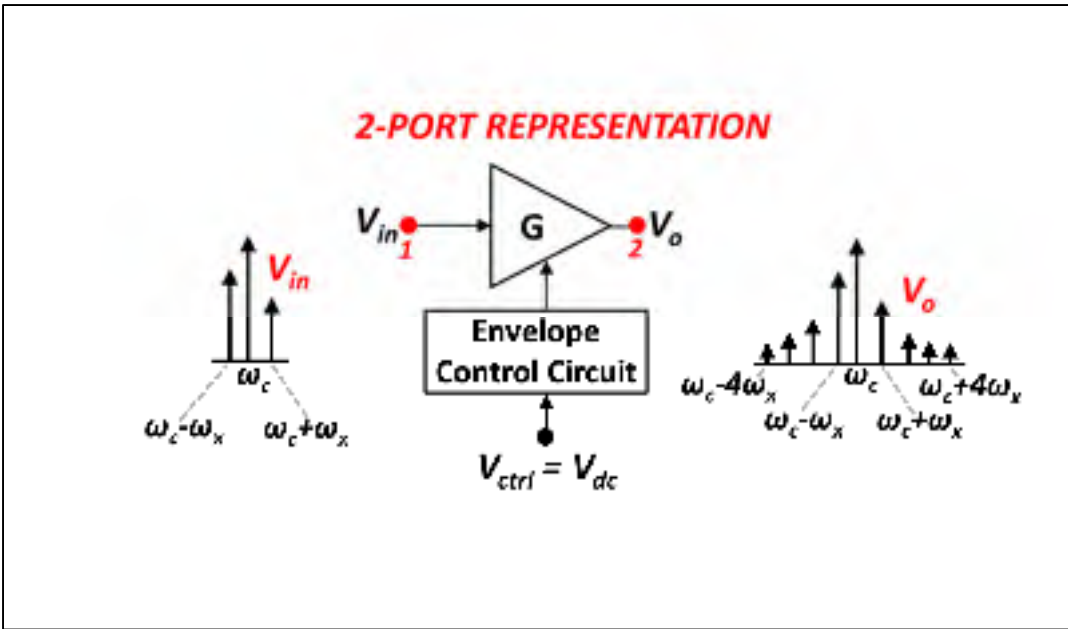 2-PORT REPRESENTATION
V_in 1 G 2 V_o
V_in
V_o
Envelope
Control Circuit
ω_c
ω_c-ω_x ω_c+ω_x
ω_c-4ω_x ω_c ω_c+4ω_x
ω_c-ω_x ω_c+ω_x
V_ctrl = V_dc